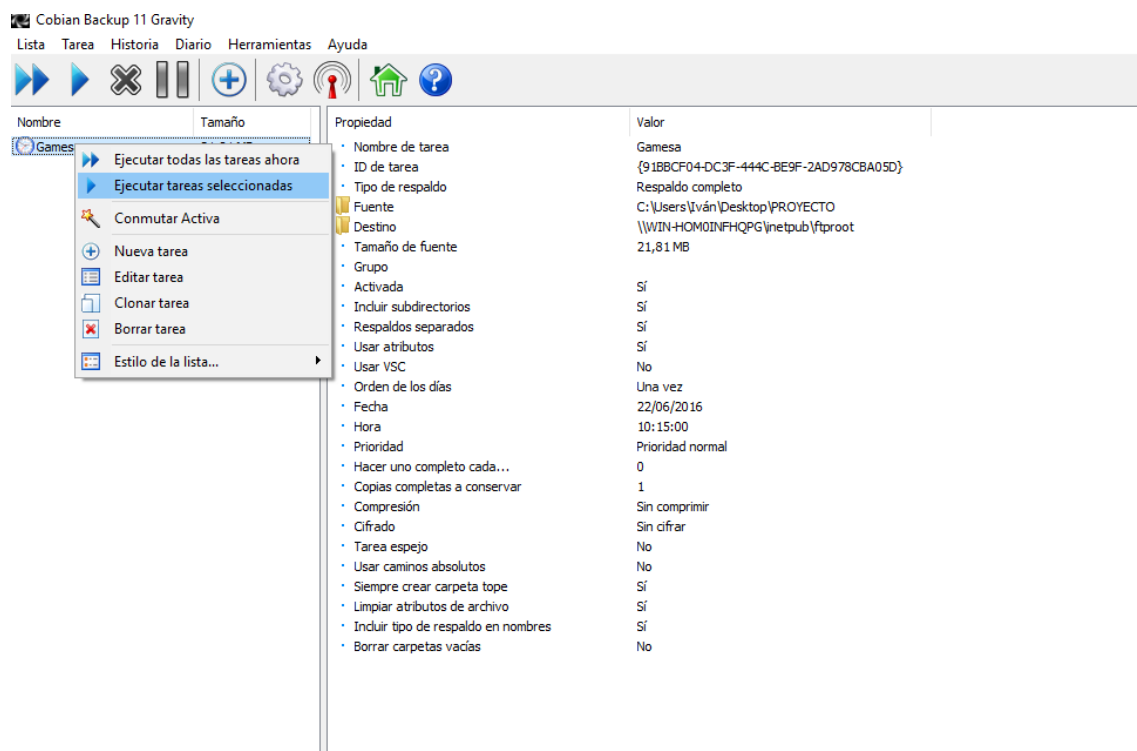 Cobian Backup 11 Gravity
Lista Tarea Historia Diario Herramientas Ayuda
Nombre Tamaño Propiedad Valor
Games
Ejecutar todas las tareas ahora
Ejecutar tareas seleccionadas
Conmutar Activa
Nueva tarea
Editar tarea
Clonar tarea
Borrar tarea
Estilo de la lista...
Nombre de tarea Gamesa
ID de tarea {91BBCF04-DC3F-444C-BE9F-2AD978CBA05D}
Tipo de respaldo Respaldo completo
Fuente C:\Users\Iván\Desktop\PROYECTO
Destino \\WIN-HOM0INFHQPG\inetpub\ftproot
Tamaño de fuente 21,81 MB
Grupo
Activada Sí
Incluir subdirectorios Sí
Respaldos separados Sí
Usar atributos Sí
Usar VSC No
Orden de los días Una vez
Fecha 22/06/2016
Hora 10:15:00
Prioridad Prioridad normal
Hacer uno completo cada... 0
Copias completas a conservar 1
Compresión Sin comprimir
Cifrado Sin cifrar
Tarea espejo No
Usar caminos absolutos No
Siempre crear carpeta tope Sí
Limpiar atributos de archivo Sí
Incluir tipo de respaldo en nombres Sí
Borrar carpetas vacías No